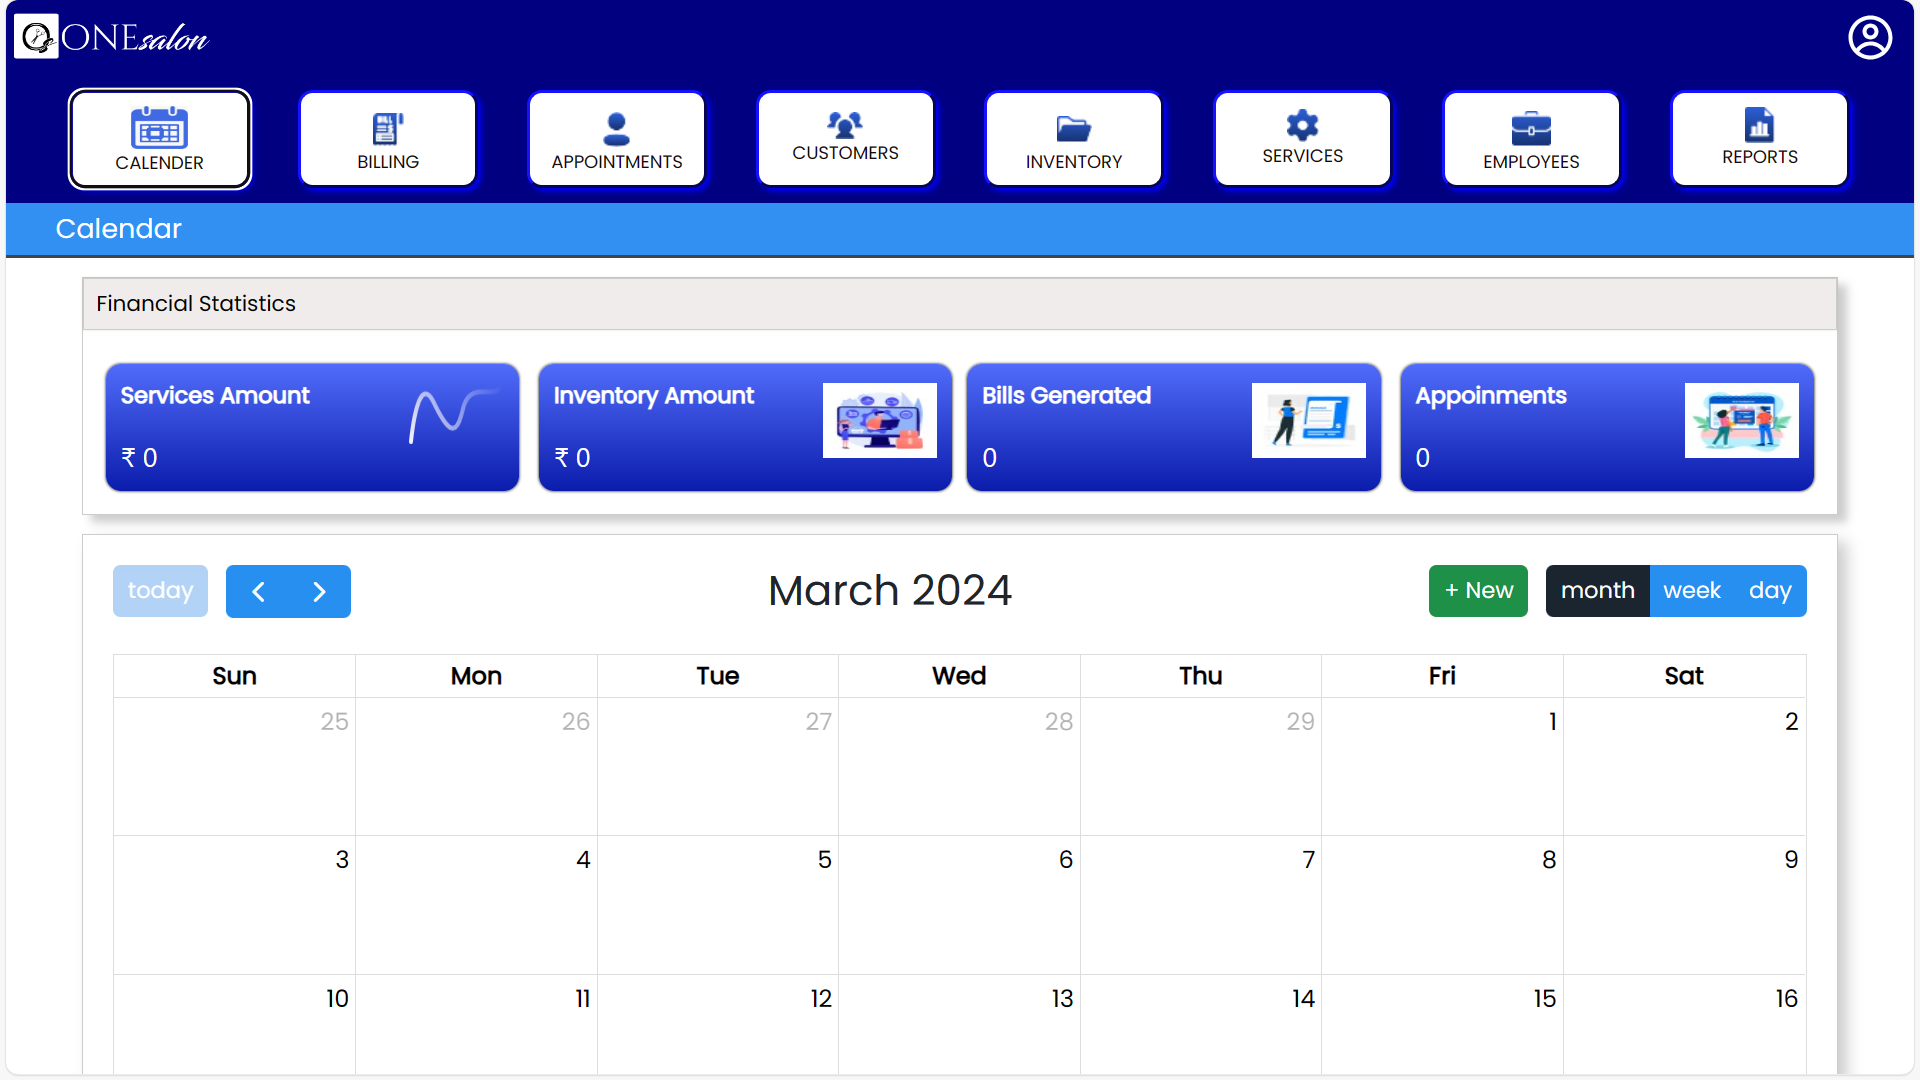 ONEsalon
CALENDER
BILLING
APPOINTMENTS
CUSTOMERS
INVENTORY
SERVICES
EMPLOYEES
REPORTS
Calendar
Financial Statistics
Services Amount
₹ 0
Inventory Amount
₹ 0
Bills Generated
0
Appoinments
0
today
March 2024
+ New
month week day
Sun Mon Tue Wed Thu Fri Sat
25 26 27 28 29 1 2
3 4 5 6 7 8 9
10 11 12 13 14 15 16